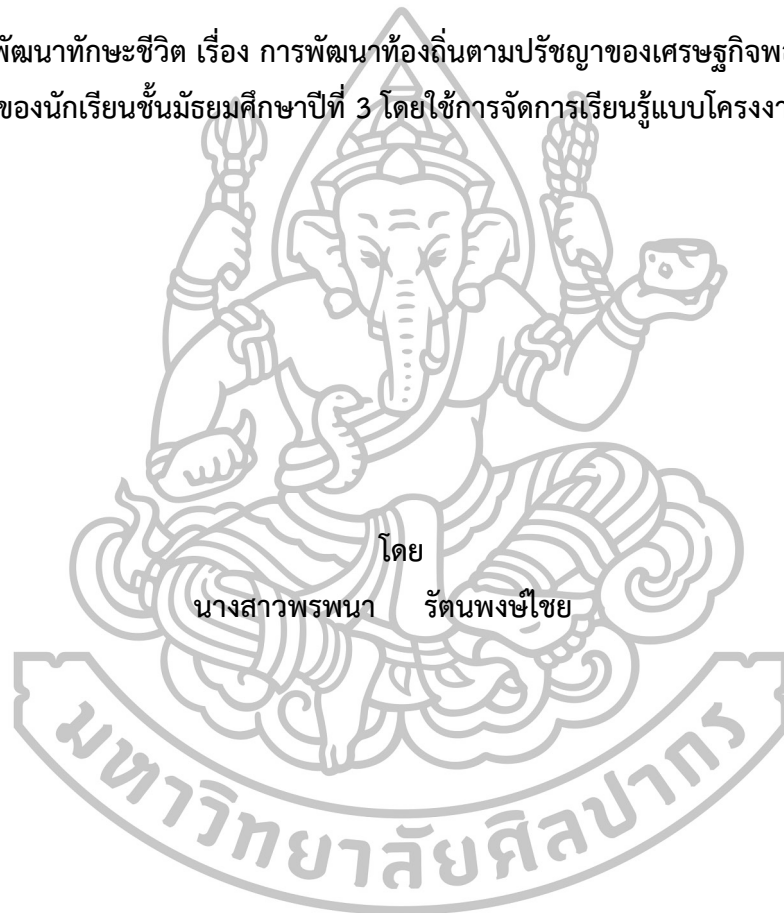 พัฒนาทักษะชีวิต เรื่อง การพัฒนาท้องถิ่นตามปรัชญาของเศรษฐกิจพ
ของนักเรียนชั้นมัธยมศึกษาปีที่ 3 โดยใช้การจัดการเรียนรู้แบบโครงงา
โดย
นางสาวพรพนา รัตนพงษ์ไชย
มหาวิทยาลัยศิลปากร